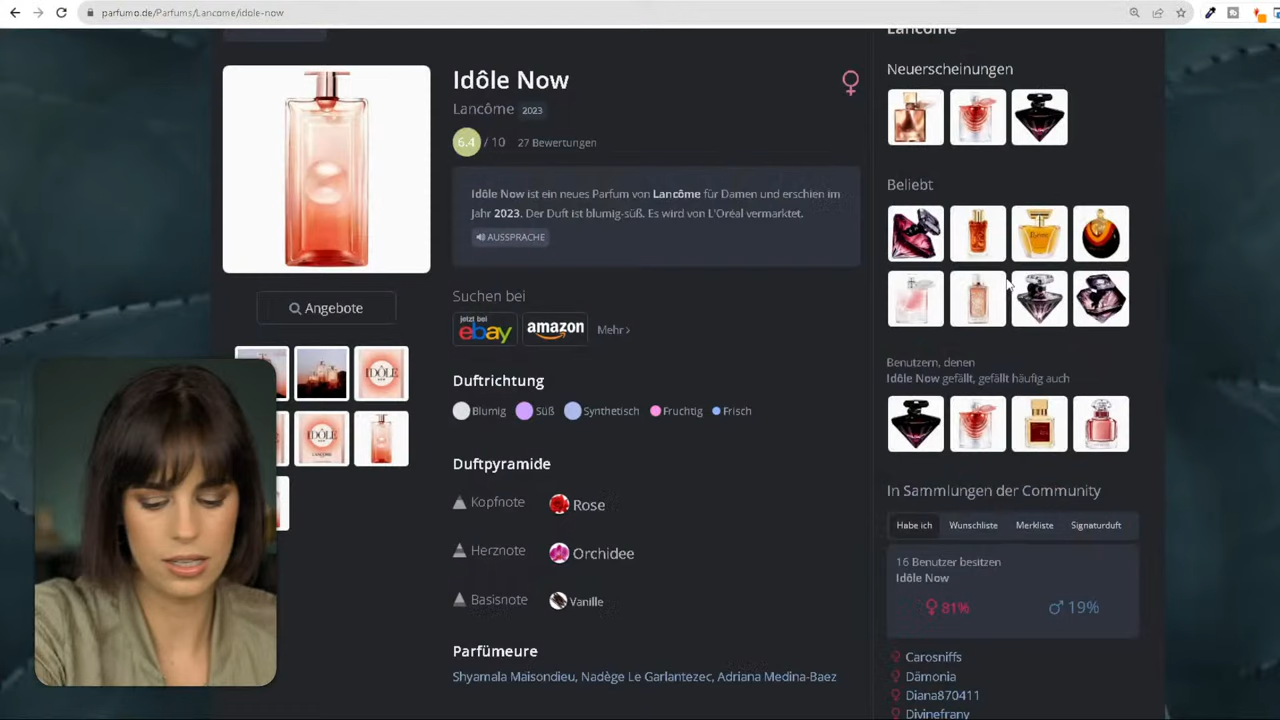 parfumo.de/Parfums/Lancome/idole-now
Idôle Now
Lancôme 2023
6.4 / 10 27 Bewertungen
Idôle Now ist ein neues Parfum von Lancôme für Damen und erschien im
Jahr 2023. Der Duft ist blumig-süß. Es wird von L'Oréal vermarktet.
AUSSPRACHE
Suchen bei
jetzt bei
ebay
amazon
Mehr ›
Angebote
IDÔLE
NOW
IDÔLE
Duftrichtung
Blumig Süß Synthetisch Fruchtig Frisch
Duftpyramide
Kopfnote Rose
Herznote Orchidee
Basisnote Vanille
Parfümeure
Shyamala Maisondieu, Nadège Le Garlantezec, Adriana Medina-Baez
Lancôme
Neuerscheinungen
Beliebt
Benutzern, denen
Idôle Now gefällt, gefällt häufig auch
In Sammlungen der Community
Habe ich Wunschliste Merkliste Signaturduft
16 Benutzer besitzen
Idôle Now
81% 19%
Carosniffs
Dämonia
Diana870411
Divinefrany